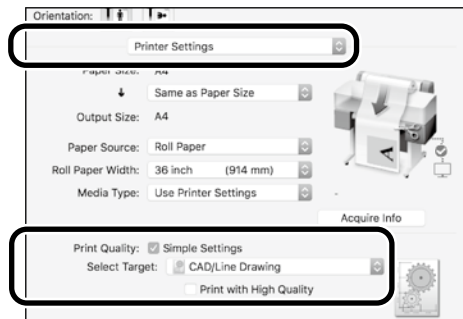 Orientation:
Printer Settings
Paper Size: A4
Same as Paper Size
Output Size: A4
Paper Source: Roll Paper
Roll Paper Width: 36 inch (914 mm)
Media Type: Use Printer Settings
-
Acquire Info
Print Quality: Simple Settings
Select Target: CAD/Line Drawing
Print with High Quality